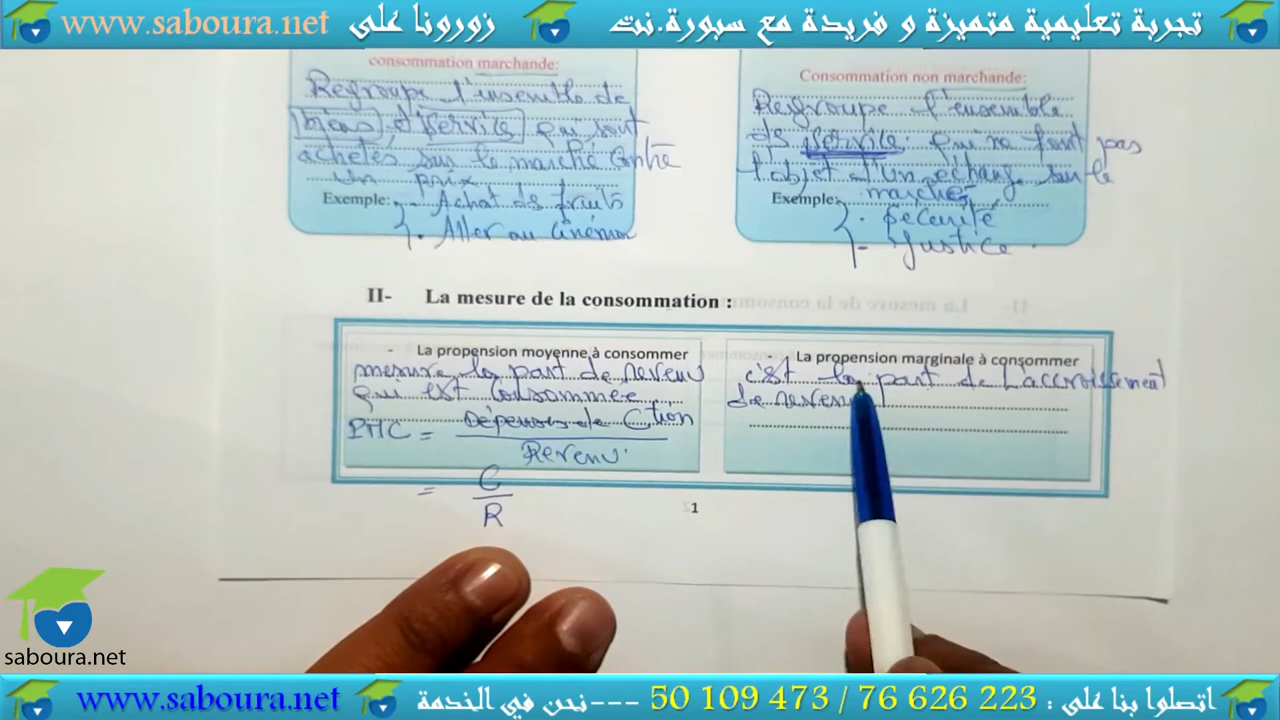 زورونا على www.saboura.net
تجربة تعليمية متميزة و فريدة مع سبورة.نت
consommation marchande:
Regroupe l'ensemble de
biens et service qui sont
achetés sur le marché contre
un prix
Exemple: - Achat de fruits
- Aller au cinéma
Consommation non marchande:
Regroupe l'ensemble
ds service qui ne font pas
l'objet d'un échange sur le
marché
Exemple: - Sécurité
- Justice
II- La mesure de la consommation :
- La propension moyenne à consommer
mesure la part de revenu
qui est consommée
PMC = Dépenses de Ction
Revenu
= C
R
- La propension marginale à consommer
c'est la part de l'accroissement
de revenu
1
saboura.net
اتصلوا بنا على : 223 626 76 / 473 109 50 ---نحن في الخدمة www.saboura.net